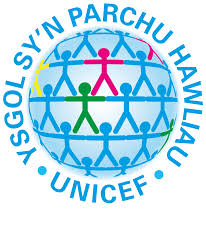 YSGOL SY'N PARCHU HAWLIAU
• UNICEF •